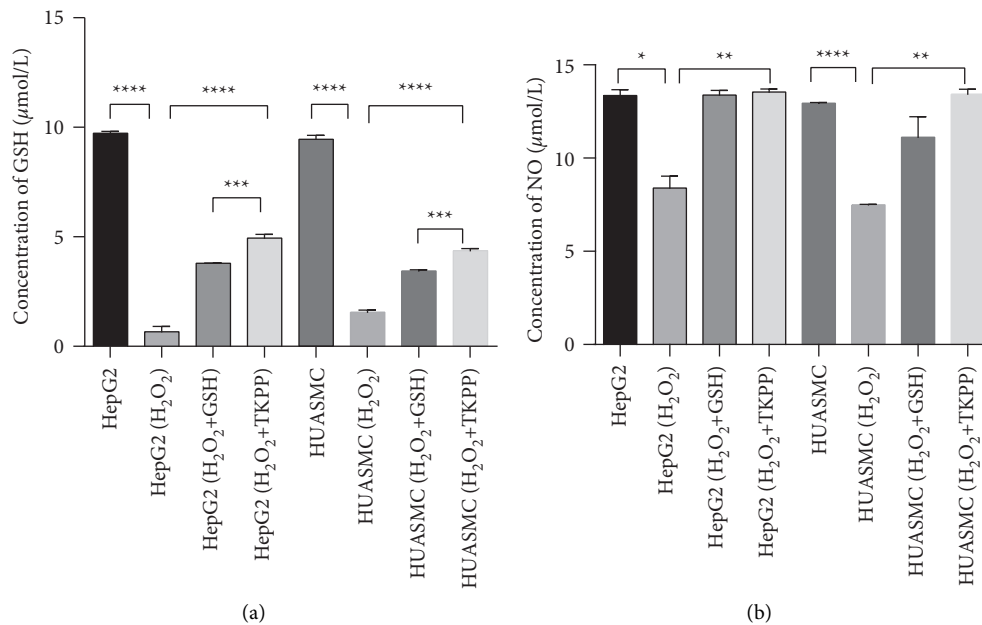 15
10
5
0
Concentration of GSH (µmol/L)
****
****
***
****
****
***
HepG2
HepG2 (H₂O₂)
HepG2 (H₂O₂+GSH)
HepG2 (H₂O₂+TKPP)
HUASMC
HUASMC (H₂O₂)
HUASMC (H₂O₂+GSH)
HUASMC (H₂O₂+TKPP)
(a)
15
13
5
0
Concentration of NO (µmol/L)
*
**
****
**
HepG2
HepG2 (H₂O₂)
HepG2 (H₂O₂+GSH)
HepG2 (H₂O₂+TKPP)
HUASMC
HUASMC (H₂O₂)
HUASMC (H₂O₂+GSH)
HUASMC (H₂O₂+TKPP)
(b)